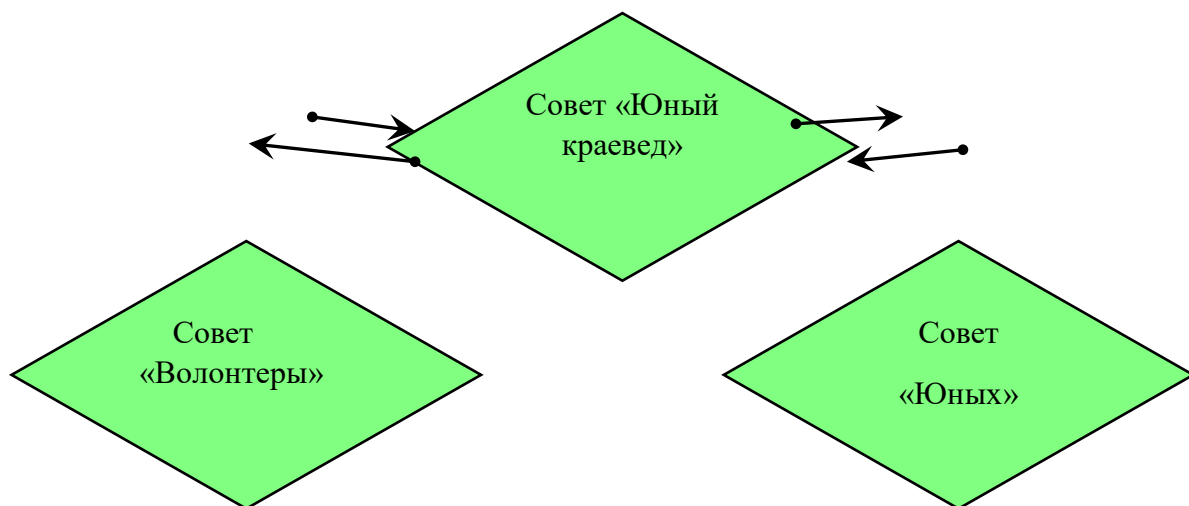 Совет «Юный
краевед»
Совет
«Волонтеры»
Совет
«Юных»